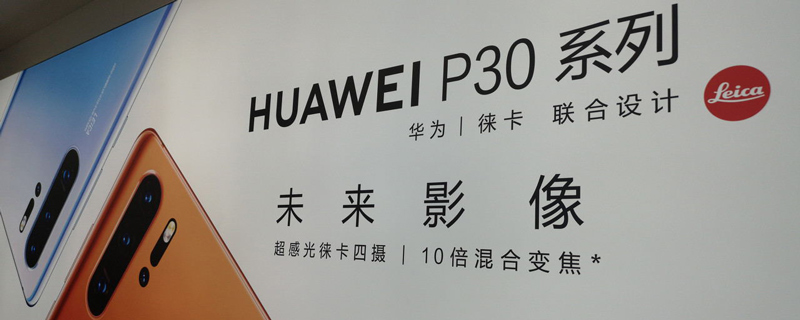 HUAWEI P30 系列
华为 | 徕卡 联合设计
Leica
未来影像
超感光徕卡四摄 | 10倍混合变焦*